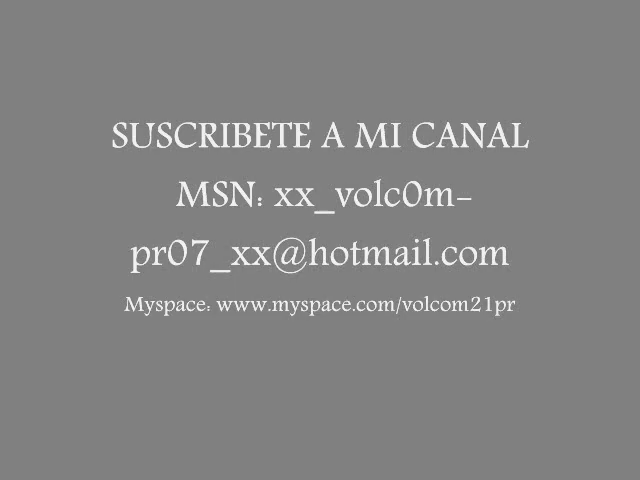 SUSCRIBETE A MI CANAL
MSN: xx_volc0m-
pr07_xx@hotmail.com
Myspace: www.myspace.com/volcom21pr